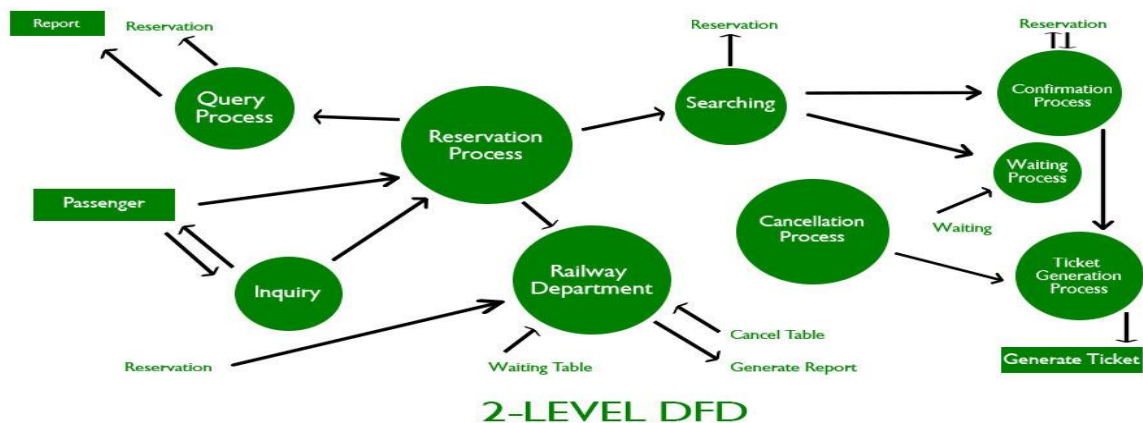 Report
Reservation
Reservation
Reservation
Query
Process
Reservation
Process
Searching
Confirmation
Process
Waiting
Process
Passenger
Cancellation
Process
Waiting
Inquiry
Railway
Department
Ticket
Generation
Process
Cancel Table
Reservation
Waiting Table
Generate Report
Generate Ticket
2-LEVEL DFD